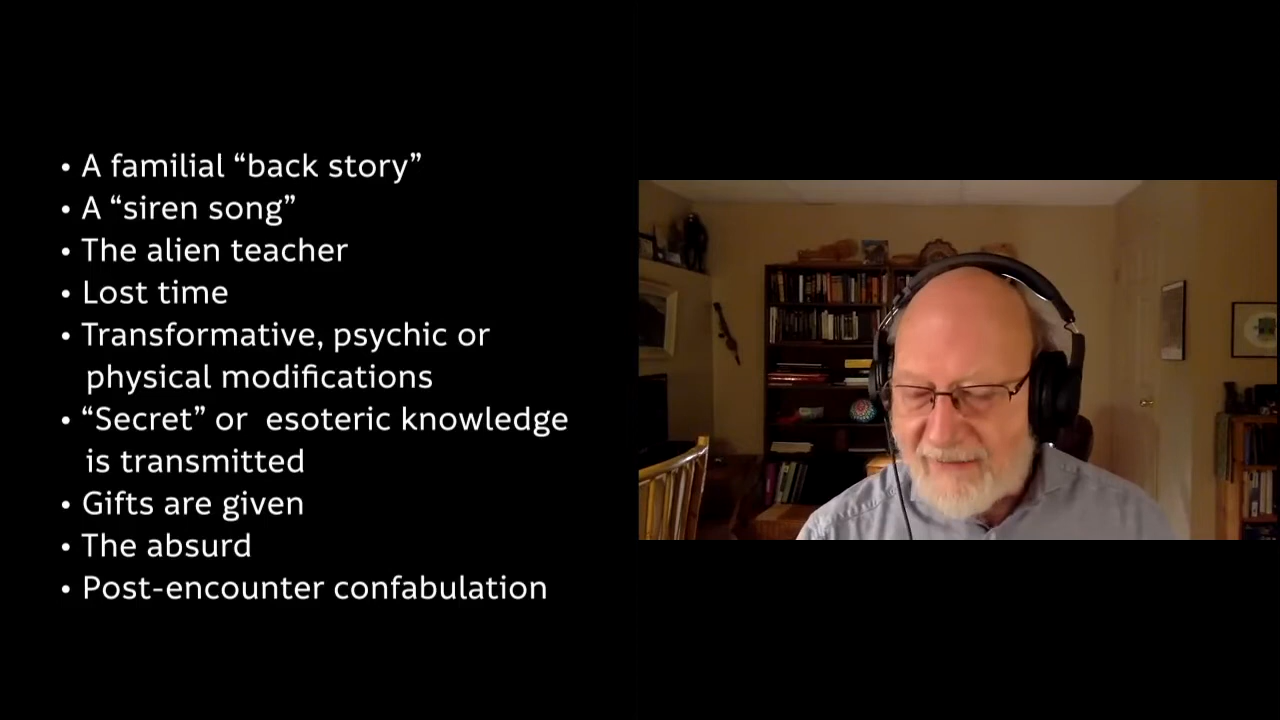 • A familial “back story”
• A “siren song”
• The alien teacher
• Lost time
• Transformative, psychic or
physical modifications
• “Secret” or  esoteric knowledge
is transmitted
• Gifts are given
• The absurd
• Post-encounter confabulation